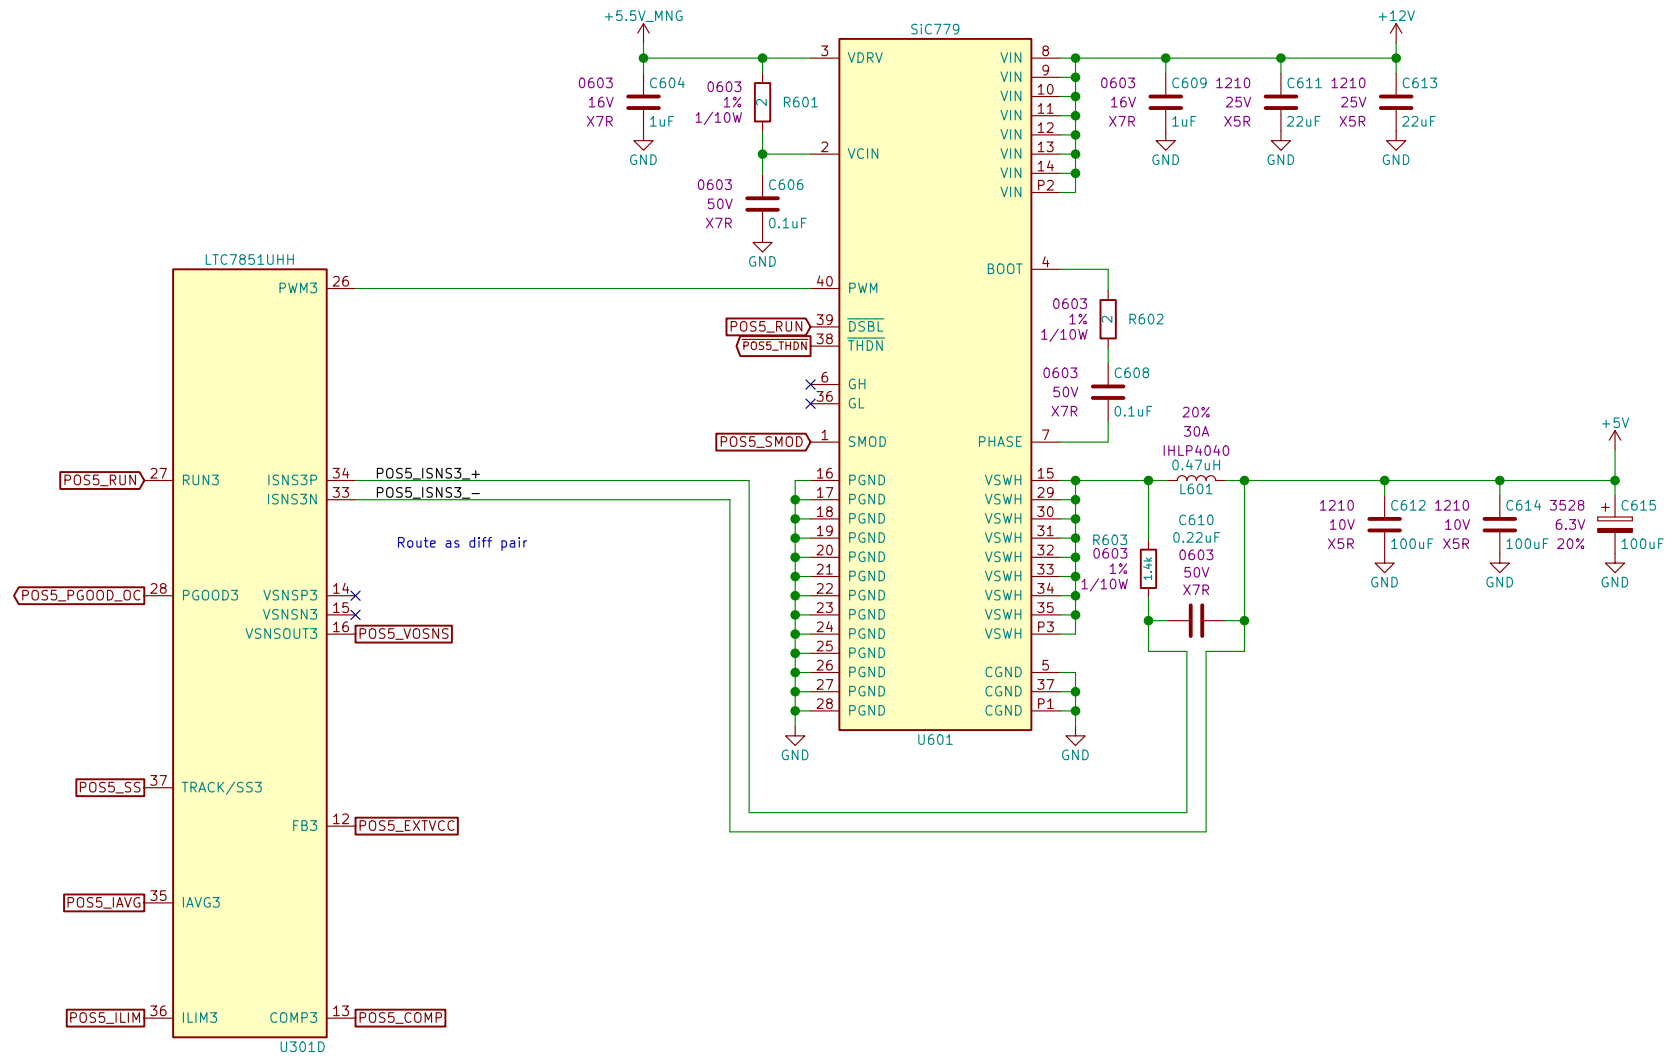 +5.5V_MNG
+12V
SiC779
3
VDRV
VIN
8
VIN
9
VIN
10
VIN
11
VIN
12
VIN
13
VIN
14
VIN
P2
0603
16V
X7R
C604
1uF
GND
0603
1%
1/10W
2
R601
2
VCIN
0603
50V
X7R
C606
0.1uF
GND
0603
16V
X7R
C609
1uF
GND
1210
25V
X5R
C611
22uF
GND
1210
25V
X5R
C613
22uF
GND
LTC7851UHH
PWM3
26
40
PWM
BOOT
4
POS5_RUN
39
DSBL
POS5_THDN
38
THDN
6
GH
36
GL
POS5_SMOD
1
SMOD
PHASE
7
0603
1%
1/10W
2
R602
0603
50V
X7R
C608
0.1uF
20%
30A
IHLP4040
0.47uH
L601
+5V
POS5_RUN
27
RUN3
ISNS3P
34
POS5_ISNS3_+
ISNS3N
33
POS5_ISNS3_-
Route as diff pair
POS5_PGOOD_OC
28
PGOOD3
VSNSP3
14
VSNSN3
15
VSNSOUT3
16
POS5_VOSNS
16
PGND
17
PGND
18
PGND
19
PGND
20
PGND
21
PGND
22
PGND
23
PGND
24
PGND
25
PGND
26
PGND
27
PGND
28
PGND
GND
VSWH
15
VSWH
29
VSWH
30
VSWH
31
VSWH
32
VSWH
33
VSWH
34
VSWH
35
VSWH
P3
CGND
5
CGND
37
CGND
P1
GND
U601
R603
0603
1%
1/10W
1.4k
C610
0.22uF
0603
50V
X7R
1210
10V
X5R
C612
100uF
GND
1210
10V
X5R
C614
100uF
GND
3528
6.3V
20%
+
C615
100uF
GND
POS5_SS
37
TRACK/SS3
FB3
12
POS5_EXTVCC
POS5_IAVG
35
IAVG3
POS5_ILIM
36
ILIM3
COMP3
13
POS5_COMP
U301D